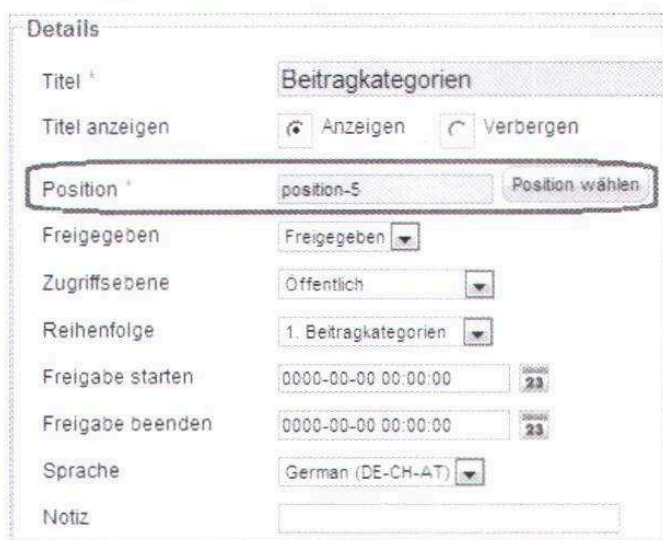 Details
Titel * Beitragkategorien
Titel anzeigen Anzeigen Verbergen
Position * position-5 Position wählen
Freigegeben Freigegeben
Zugriffsebene Öffentlich
Reihenfolge 1. Beitragkategorien
Freigabe starten 0000-00-00 00:00:00 23
Freigabe beenden 0000-00-00 00:00:00 23
Sprache German (DE-CH-AT)
Notiz